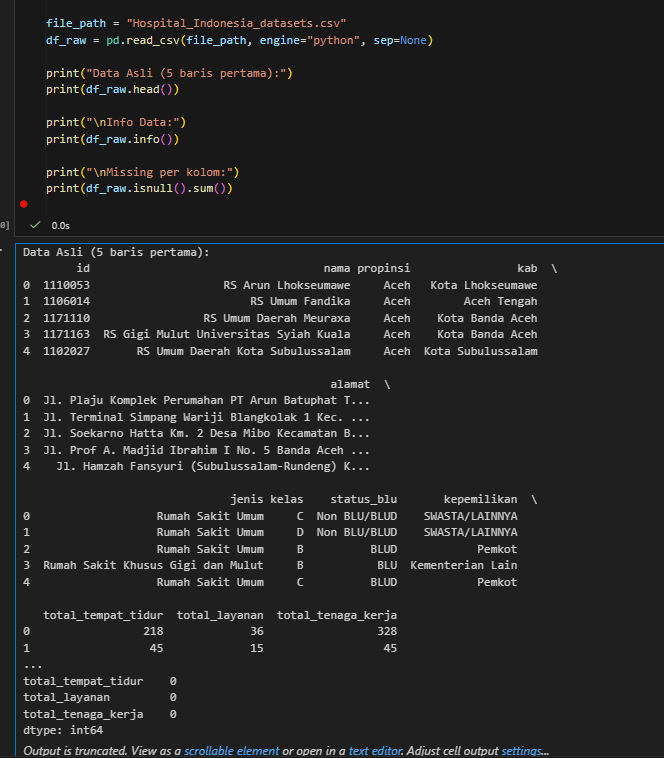 file_path = "Hospital_Indonesia_datasets.csv"
df_raw = pd.read_csv(file_path, engine="python", sep=None)
print("Data Asli (5 baris pertama):")
print(df_raw.head())
print("\nInfo Data:")
print(df_raw.info())
print("\nMissing per kolom:")
print(df_raw.isnull().sum())
0] 0.0s
Data Asli (5 baris pertama):
id nama propinsi kab \
0 1110053 RS Arun Lhokseumawe Aceh Kota Lhokseumawe
1 1106014 RS Umum Fandika Aceh Aceh Tengah
2 1171110 RS Umum Daerah Meuraxa Aceh Kota Banda Aceh
3 1171163 RS Gigi Mulut Universitas Syiah Kuala Aceh Kota Banda Aceh
4 1102027 RS Umum Daerah Kota Subulussalam Aceh Kota Subulussalam
alamat \
0 Jl. Plaju Komplek Perumahan PT Arun Batuphat T...
1 Jl. Terminal Simpang Wariji Blangkolak 1 Kec. ...
2 Jl. Soekarno Hatta Km. 2 Desa Mibo Kecamatan B...
3 Jl. Prof A. Madjid Ibrahim I No. 5 Banda Aceh ...
4 Jl. Hamzah Fansyuri (Subulussalam-Rundeng) K...
jenis kelas status_blu kepemilikan \
0 Rumah Sakit Umum C Non BLU/BLUD SWASTA/LAINNYA
1 Rumah Sakit Umum D Non BLU/BLUD SWASTA/LAINNYA
2 Rumah Sakit Umum B BLUD Pemkot
3 Rumah Sakit Khusus Gigi dan Mulut B BLU Kementerian Lain
4 Rumah Sakit Umum C BLUD Pemkot
total_tempat_tidur total_layanan total_tenaga_kerja
0 218 36 328
1 45 15 45
...
total_tempat_tidur 0
total_layanan 0
total_tenaga_kerja 0
dtype: int64
Output is truncated. View as a scrollable element or open in a text editor. Adjust cell output settings...